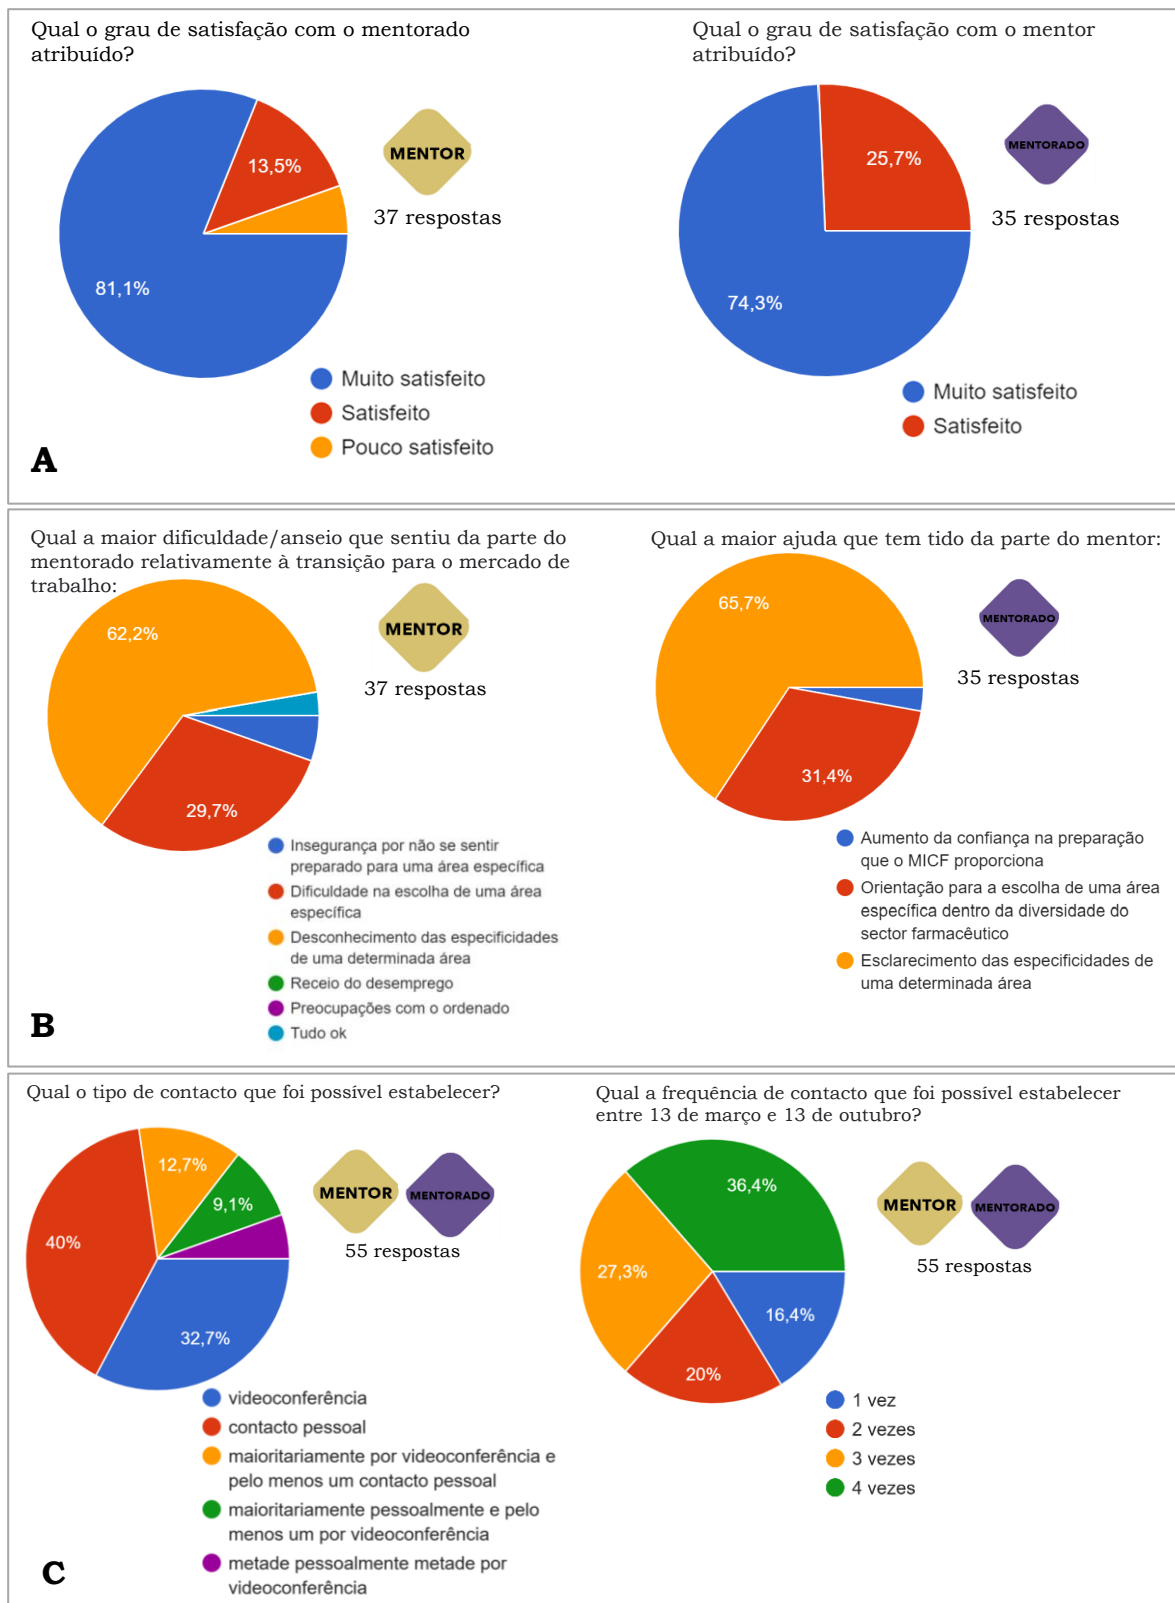 Qual o grau de satisfação com o mentorado
atribuído?
MENTOR
37 respostas
81,1%
13,5%
Muito satisfeito
Satisfeito
Pouco satisfeito
Qual o grau de satisfação com o mentor
atribuído?
MENTORADO
35 respostas
74,3%
25,7%
Muito satisfeito
Satisfeito
A
Qual a maior dificuldade/anseio que sentiu da parte do
mentorado relativamente à transição para o mercado de
trabalho:
MENTOR
37 respostas
62,2%
29,7%
Insegurança por não se sentir
preparado para uma área específica
Dificuldade na escolha de uma área
específica
Desconhecimento das especificidades
de uma determinada área
Receio do desemprego
Preocupações com o ordenado
Tudo ok
Qual a maior ajuda que tem tido da parte do mentor:
MENTORADO
35 respostas
65,7%
31,4%
Aumento da confiança na preparação
que o MICF proporciona
Orientação para a escolha de uma área
específica dentro da diversidade do
sector farmacêutico
Esclarecimento das especificidades de
uma determinada área
B
Qual o tipo de contacto que foi possível estabelecer?
MENTOR
MENTORADO
55 respostas
12,7%
9,1%
40%
32,7%
videoconferência
contacto pessoal
maioritariamente por videoconferência e
pelo menos um contacto pessoal
maioritariamente pessoalmente e pelo
menos um por videoconferência
metade pessoalmente metade por
videoconferência
Qual a frequência de contacto que foi possível estabelecer
entre 13 de março e 13 de outubro?
MENTOR
MENTORADO
55 respostas
36,4%
27,3%
16,4%
20%
1 vez
2 vezes
3 vezes
4 vezes
C